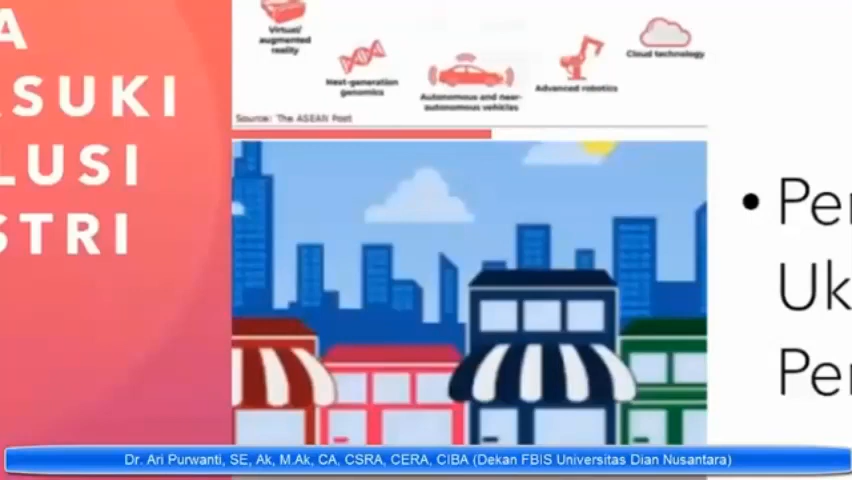 A
SUKI
LUSI
STRI
Virtual/
augmented
reality
Next-generation
genomics
Autonomous and near-
autonomous vehicles
Advanced robotics
Cloud technology
Source: The ASEAN Post
• Per
Uk
Per
Dr. Ari Purwanti, SE, Ak, M.Ak, CA, CSRA, CERA, CIBA (Dekan FBIS Universitas Dian Nusantara)